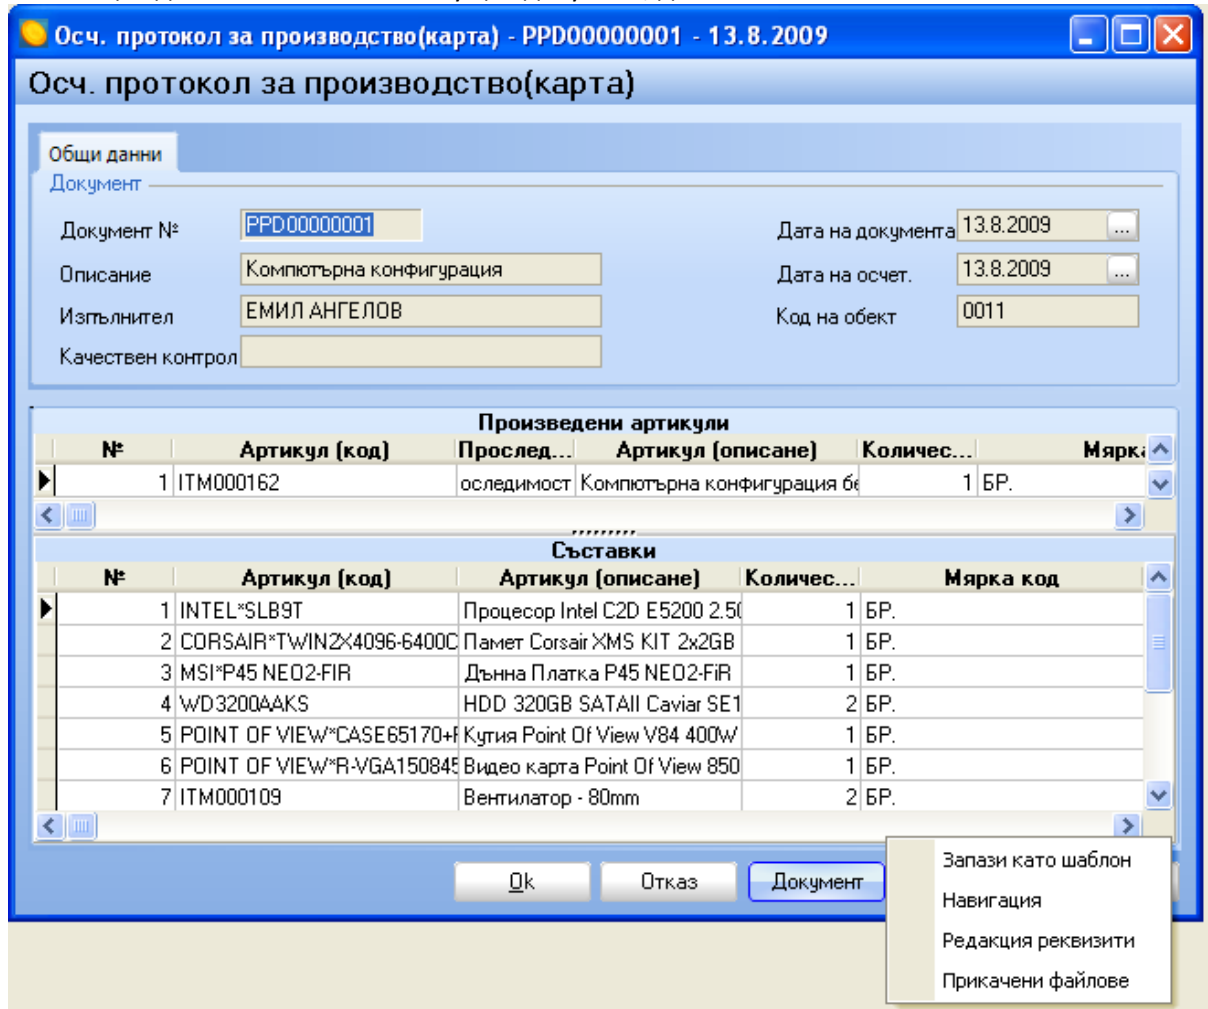 Осч. протокол за производство(карта) - PPD00000001 - 13.8.2009
Осч. протокол за производство(карта)
Общи данни
Документ
Документ № PPD00000001 Дата на документа 13.8.2009 ...
Описание Компютърна конфигурация Дата на осчет. 13.8.2009 ...
Изпълнител ЕМИЛ АНГЕЛОВ Код на обект 0011
Качествен контрол
Произведени артикули
№ Артикул (код) Прослед... Артикул (описане) Количес... Мярка
1 ITM000162 оследимост Компютърна конфигурация бе 1 БР.
Съставки
№ Артикул (код) Артикул (описане) Количес... Мярка код
1 INTEL*SLB9T Процесор Intel C2D E5200 2.50 1 БР.
2 CORSAIR*TWIN2X4096-6400C Памет Corsair XMS KIT 2x2GB 1 БР.
3 MSI*P45 NEO2-FIR Дънна Платка P45 NEO2-FiR 1 БР.
4 WD3200AAKS HDD 320GB SATAII Caviar SE1 2 БР.
5 POINT OF VIEW*CASE65170+ Кутия Point Of View V84 400W 1 БР.
6 POINT OF VIEW*R-VGA150845 Видео карта Point Of View 850 1 БР.
7 ITM000109 Вентилатор - 80mm 2 БР.
Ok Отказ Документ
Запази като шаблон
Навигация
Редакция реквизити
Прикачени файлове